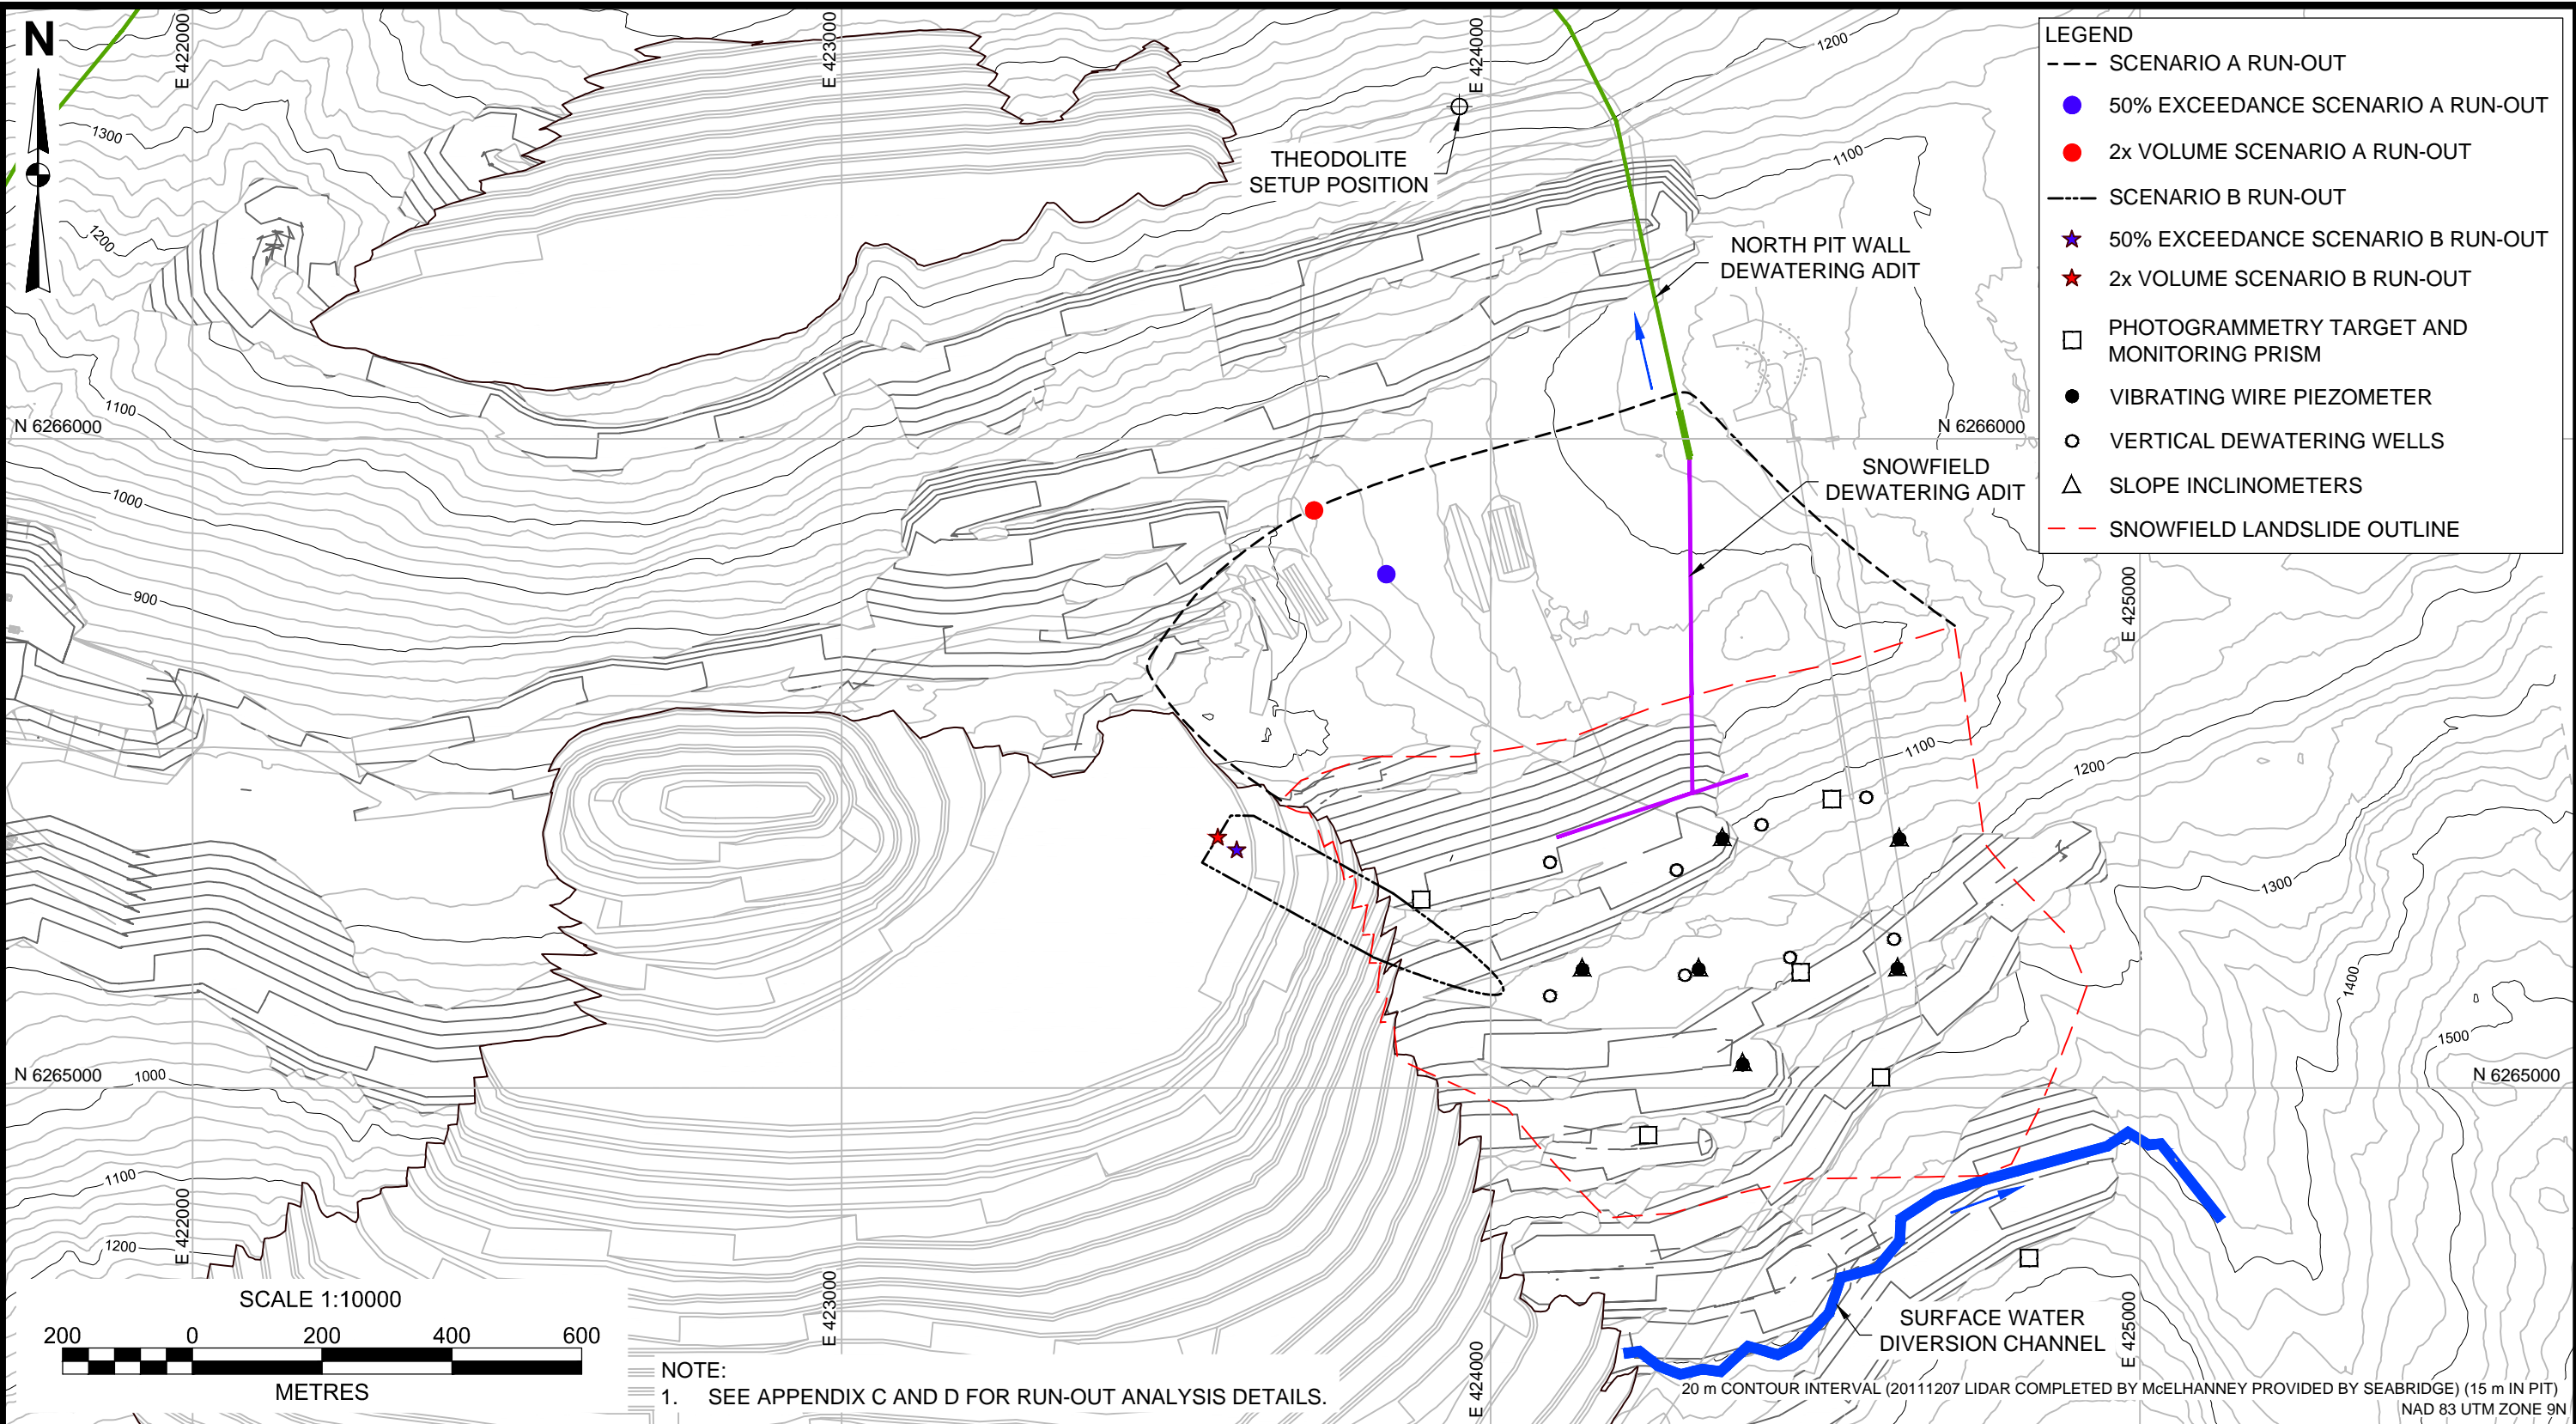 N
E 422000
E 423000
E 424000
1200
1300
1200
1100
THEODOLITE
SETUP POSITION
NORTH PIT WALL
DEWATERING ADIT
LEGEND
SCENARIO A RUN-OUT
50% EXCEEDANCE SCENARIO A RUN-OUT
2x VOLUME SCENARIO A RUN-OUT
SCENARIO B RUN-OUT
50% EXCEEDANCE SCENARIO B RUN-OUT
2x VOLUME SCENARIO B RUN-OUT
PHOTOGRAMMETRY TARGET AND
MONITORING PRISM
VIBRATING WIRE PIEZOMETER
VERTICAL DEWATERING WELLS
SLOPE INCLINOMETERS
SNOWFIELD LANDSLIDE OUTLINE
1100
N 6266000
N 6266000
SNOWFIELD
DEWATERING ADIT
1000
900
E 425000
1100
1200
1300
1400
1500
N 6265000
1000
N 6265000
1100
E 422000
1200
E 423000
E 424000
E 425000
SURFACE WATER
DIVERSION CHANNEL
SCALE 1:10000
200 0 200 400 600
METRES
NOTE:
1. SEE APPENDIX C AND D FOR RUN-OUT ANALYSIS DETAILS.
20 m CONTOUR INTERVAL (20111207 LIDAR COMPLETED BY McELHANNEY PROVIDED BY SEABRIDGE) (15 m IN PIT)
NAD 83 UTM ZONE 9N